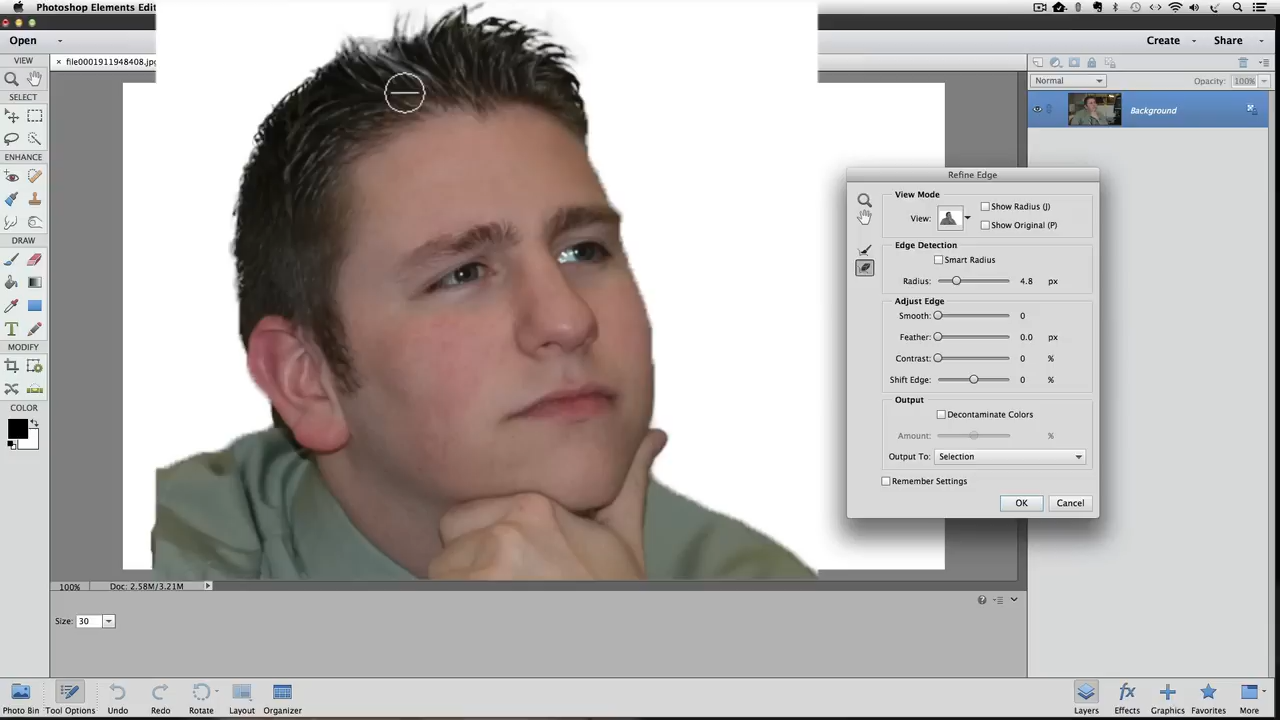 Photoshop Elements Edit
Open
Create
Share
VIEW
SELECT
ENHANCE
DRAW
MODIFY
COLOR
file0001911948408.jpg
Normal
Opacity: 100%
Background
Refine Edge
View Mode
View:
Show Radius (J)
Show Original (P)
Edge Detection
Smart Radius
Radius: 4.8 px
Adjust Edge
Smooth: 0
Feather: 0.0 px
Contrast: 0 %
Shift Edge: 0 %
Output
Decontaminate Colors
Amount: %
Output To: Selection
Remember Settings
OK
Cancel
100% Doc: 2.58M/3.21M
Size: 30
Photo Bin
Tool Options
Undo
Redo
Rotate
Layout
Organizer
Layers
Effects
Graphics
Favorites
More